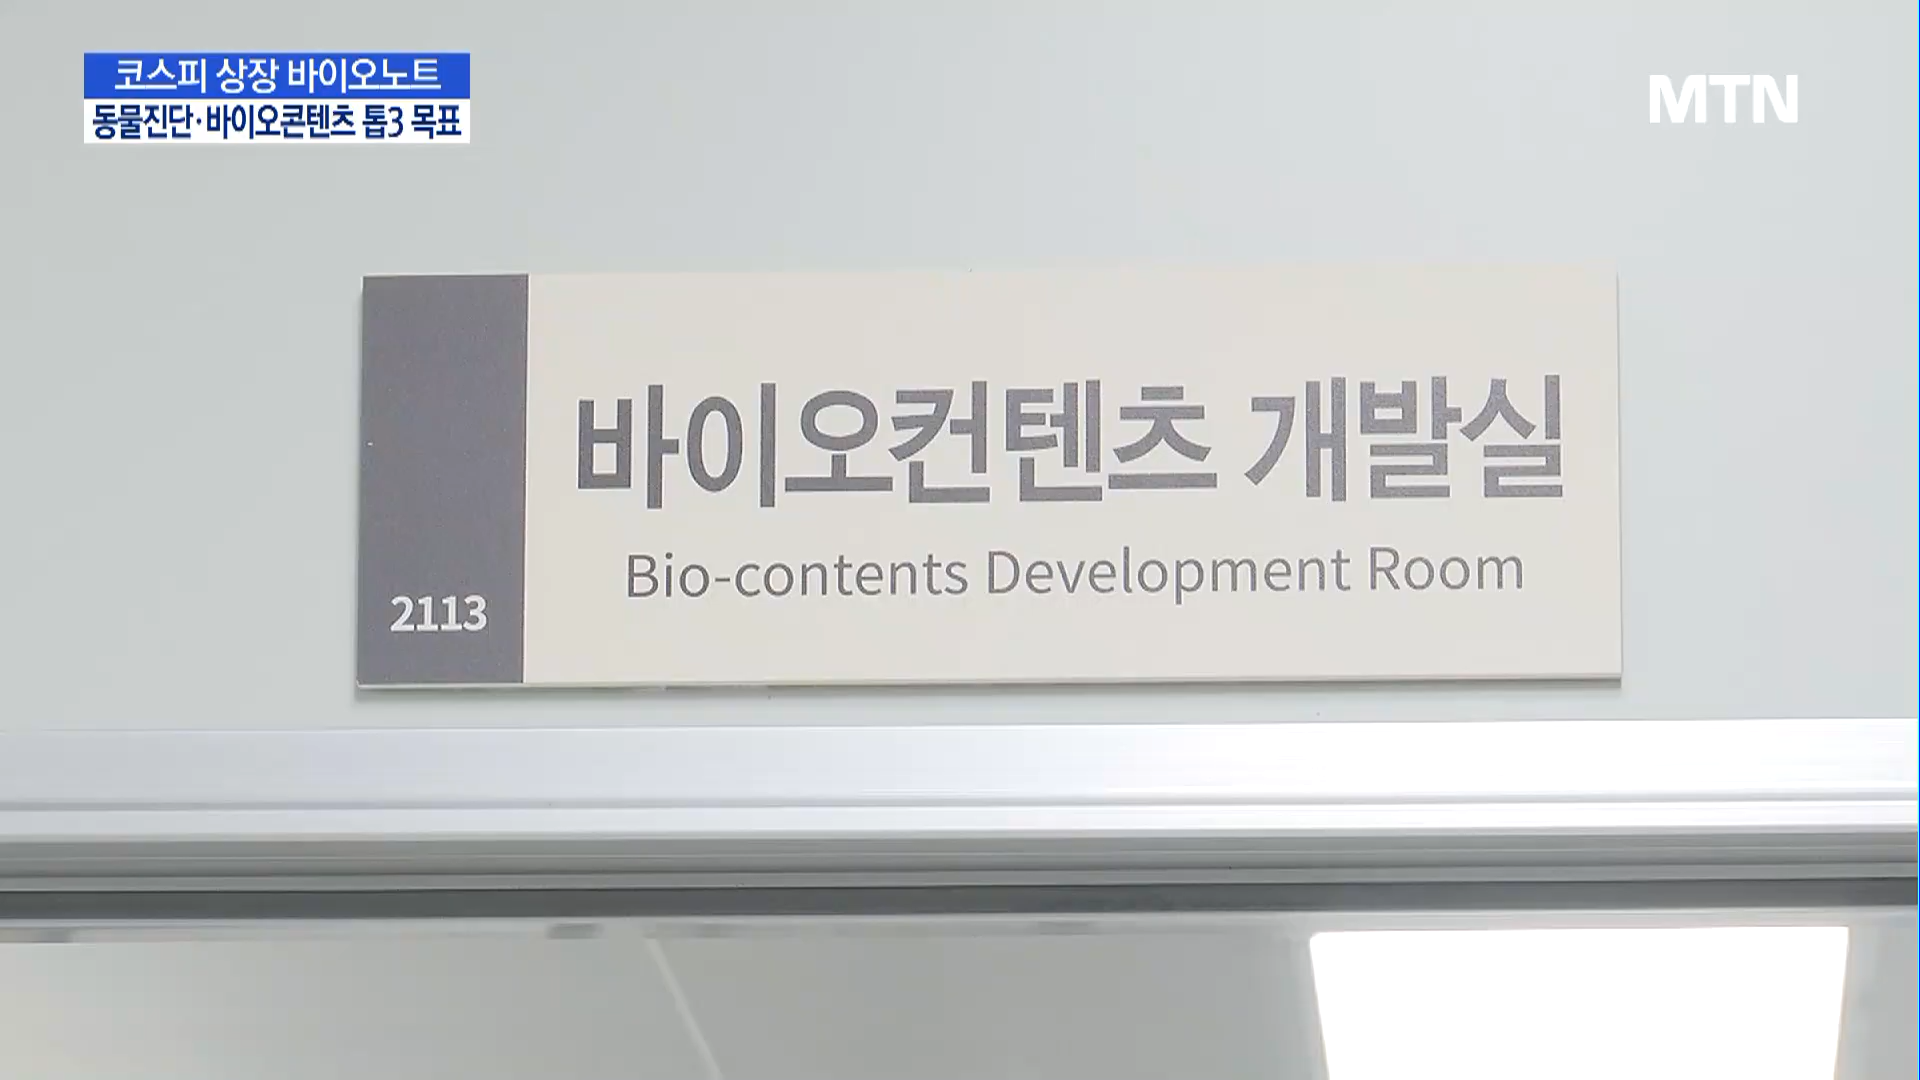 코스피 상장 바이오노트
동물진단·바이오콘텐츠 톱3 목표
MTN
바이오컨텐츠 개발실
Bio-contents Development Room
2113